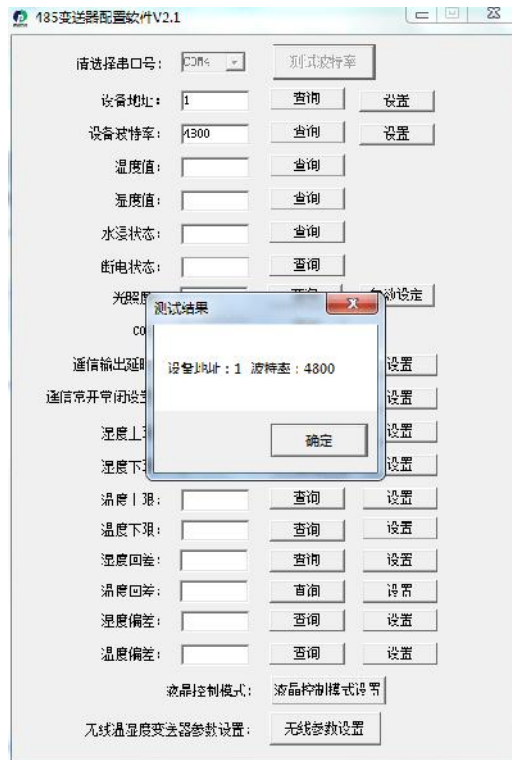 485变送器配置软件V2.1
请选择串口号： COM4 测试波特率
设备地址： 1 查询 设置
设备波特率： 4800 查询 设置
温度值： 查询
湿度值： 查询
水浸状态： 查询
断电状态： 查询
光照度 设定
测试结果
co
遥信输出延时 设置
设备地址：1 波特率：4800
遥信常开常闭设 设置
湿度上 设置
确定
湿度下 设置
温度上限： 查询 设置
温度下限： 查询 设置
湿度回差： 查询 设置
温度回差： 查询 设置
湿度偏差： 查询 设置
温度偏差： 查询 设置
液晶控制模式： 液晶控制模式设置
无线温湿度变送器参数设置： 无线参数设置